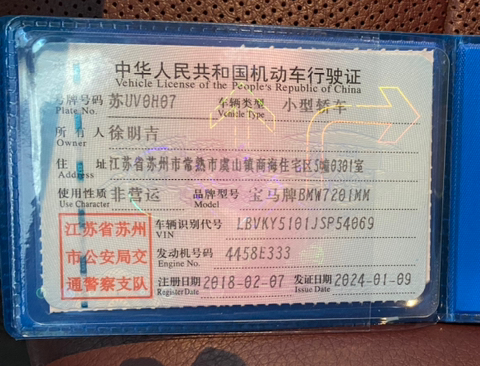 中华人民共和国机动车行驶证
Vehicle License of the People's Republic of China
号牌号码 苏UV0H07 车辆类型 小型轿车
Plate No. Vehicle Type
所有人 徐明吉
Owner
住址 江苏省苏州市常熟市虞山镇商海住宅区5幢0301室
Address
使用性质 非营运 品牌型号 宝马牌BMW7201MM
Use Character Model
江苏省苏州
市公安局交
通警察支队
车辆识别代号 LBVKY5101JSP54069
VIN
发动机号码 4458E333
Engine No.
注册日期 2018-02-07 发证日期 2024-01-09
Register Date Issue Date